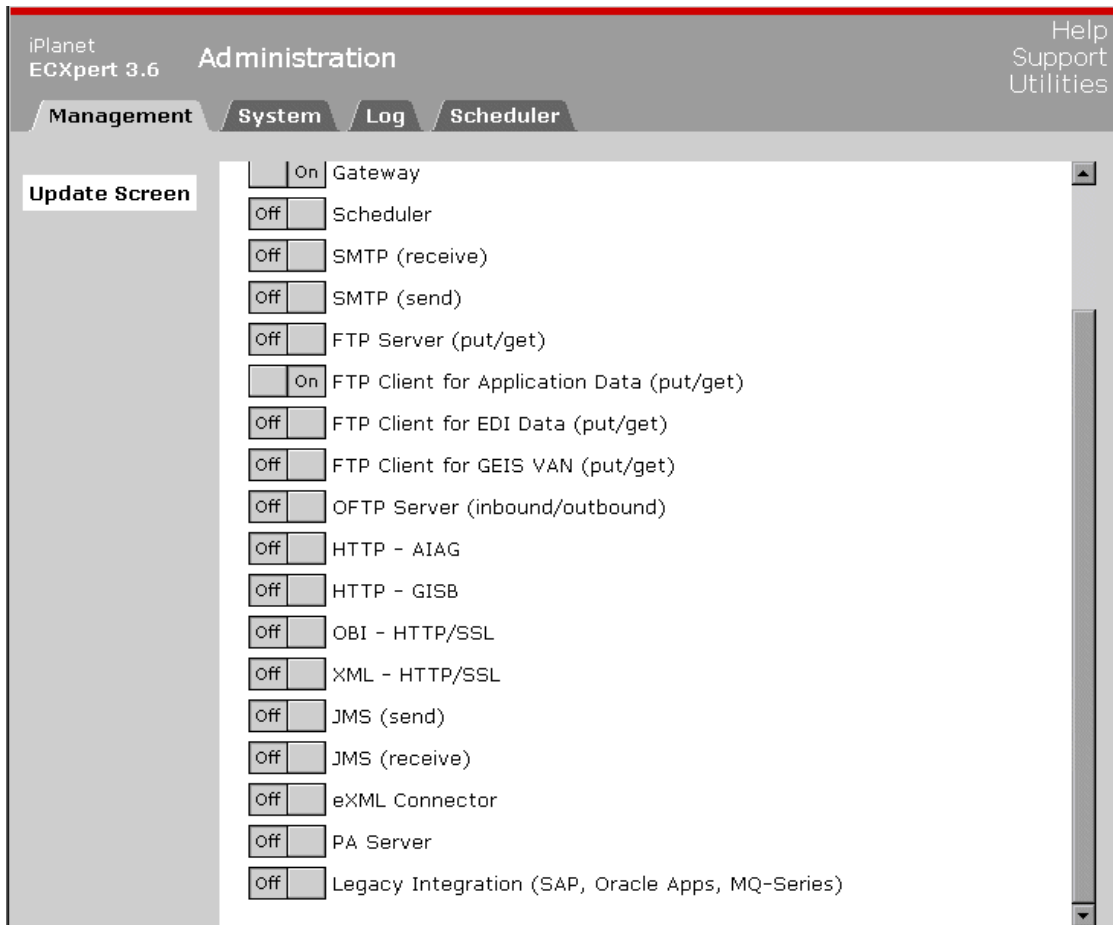 iPlanet
ECXpert 3.6
Administration
Help
Support
Utilities
Management System Log Scheduler
Update Screen
On Gateway
Off Scheduler
Off SMTP (receive)
Off SMTP (send)
Off FTP Server (put/get)
On FTP Client for Application Data (put/get)
Off FTP Client for EDI Data (put/get)
Off FTP Client for GEIS VAN (put/get)
Off OFTP Server (inbound/outbound)
Off HTTP - AIAG
Off HTTP - GISB
Off OBI - HTTP/SSL
Off XML - HTTP/SSL
Off JMS (send)
Off JMS (receive)
Off eXML Connector
Off PA Server
Off Legacy Integration (SAP, Oracle Apps, MQ-Series)